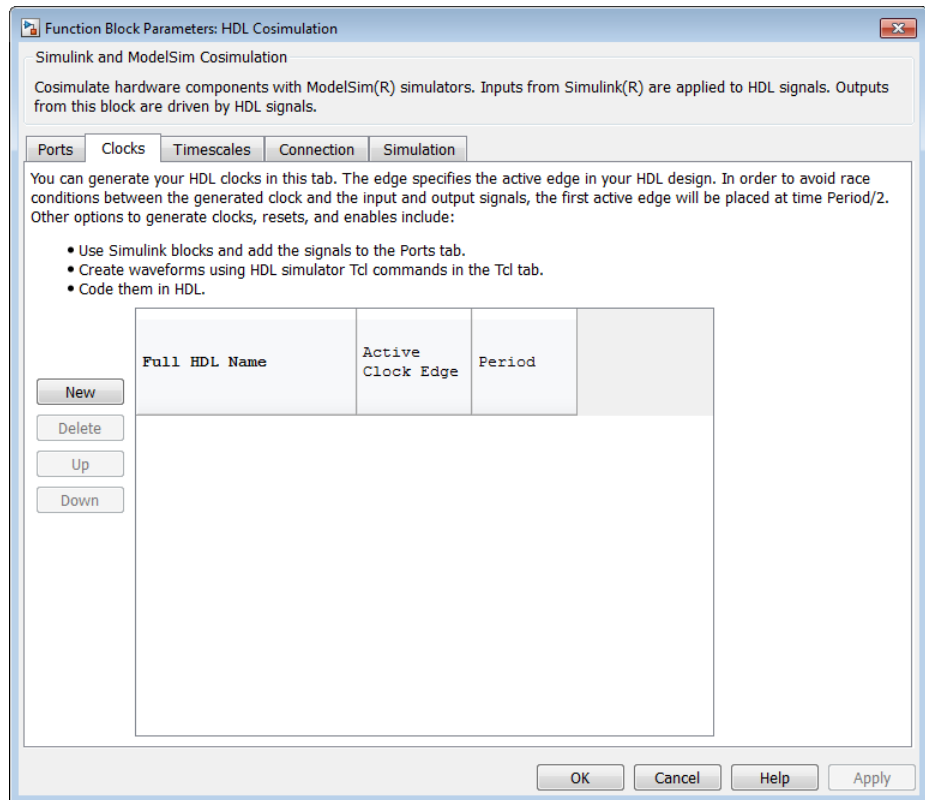 Function Block Parameters: HDL Cosimulation
Simulink and ModelSim Cosimulation
Cosimulate hardware components with ModelSim(R) simulators. Inputs from Simulink(R) are applied to HDL signals. Outputs
from this block are driven by HDL signals.
Ports Clocks Timescales Connection Simulation
You can generate your HDL clocks in this tab. The edge specifies the active edge in your HDL design. In order to avoid race
conditions between the generated clock and the input and output signals, the first active edge will be placed at time Period/2.
Other options to generate clocks, resets, and enables include:
• Use Simulink blocks and add the signals to the Ports tab.
• Create waveforms using HDL simulator Tcl commands in the Tcl tab.
• Code them in HDL.
Full HDL Name
Active
Clock Edge
Period
New
Delete
Up
Down
OK Cancel Help Apply